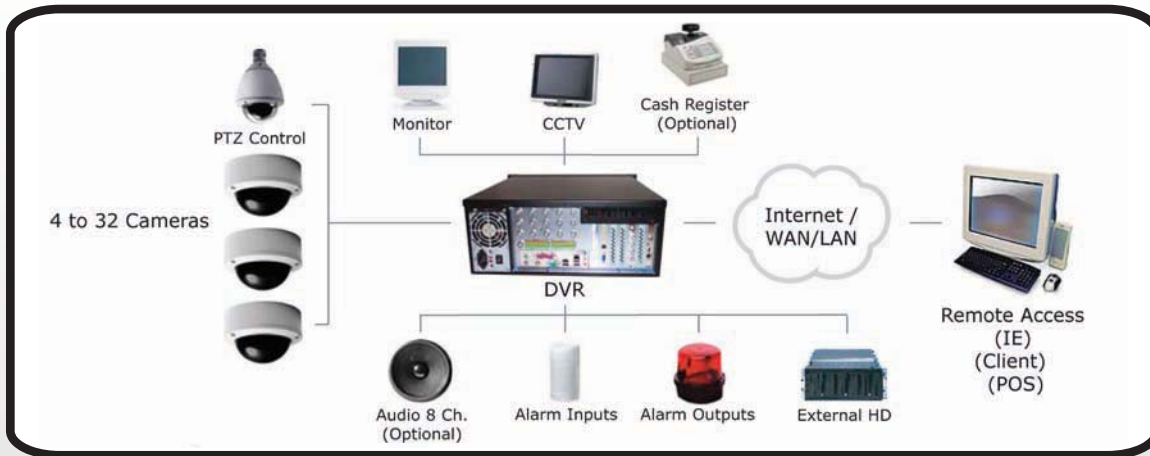 PTZ Control
4 to 32 Cameras
Monitor
CCTV
Cash Register
(Optional)
DVR
Internet /
WAN/LAN
Remote Access
(IE)
(Client)
(POS)
Audio 8 Ch.
(Optional)
Alarm Inputs
Alarm Outputs
External HD